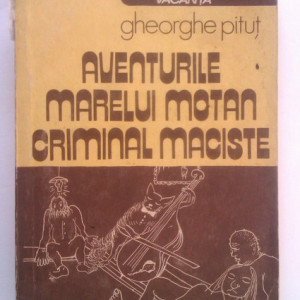 VACANȚA
gheorghe pituț
AVENTURILE
MARELUI MOTAN
CRIMINAL MACISTE